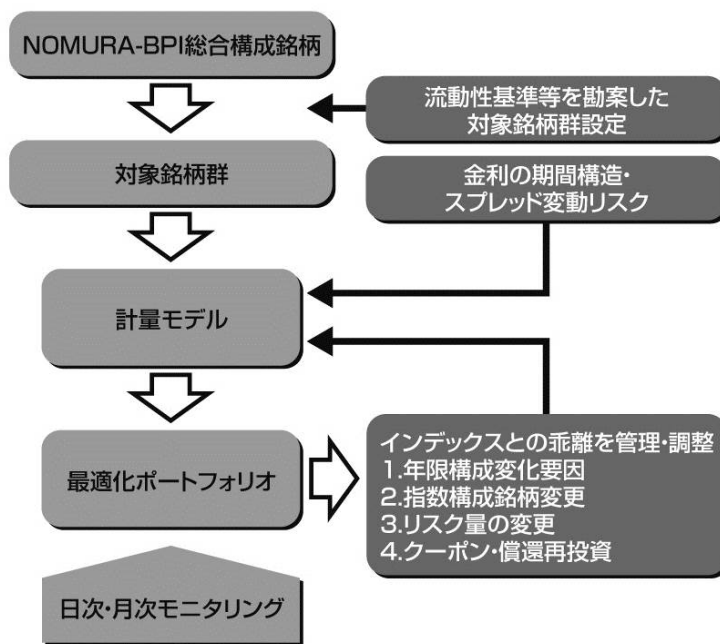 NOMURA-BPI総合構成銘柄
流動性基準等を勘案した
対象銘柄群設定
対象銘柄群
金利の期間構造・
スプレッド変動リスク
計量モデル
最適化ポートフォリオ
インデックスとの乖離を管理・調整
1.年限構成変化要因
2.指数構成銘柄変更
3.リスク量の変更
4.クーポン・償還再投資
日次・月次モニタリング